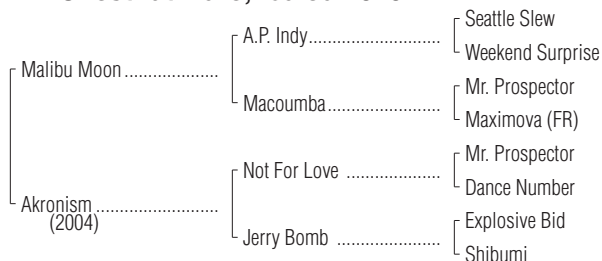 Seattle Slew
A.P. Indy
Weekend Surprise
Malibu Moon
Mr. Prospector
Macoumba
Maximova (FR)
Mr. Prospector
Not For Love
Dance Number
Akronism
(2004)
Explosive Bid
Jerry Bomb
Shibumi